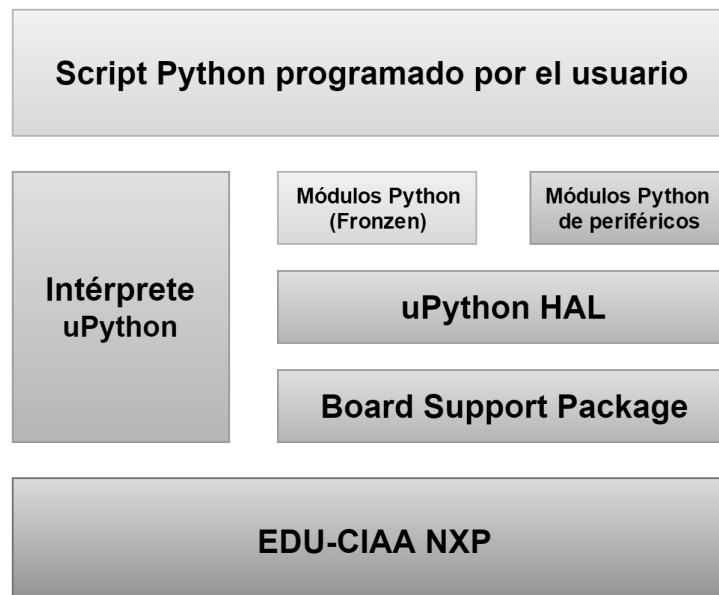 Script Python programado por el usuario
Intérprete
uPython
Módulos Python
(Fronzen)
Módulos Python
de periféricos
uPython HAL
Board Support Package
EDU-CIAA NXP